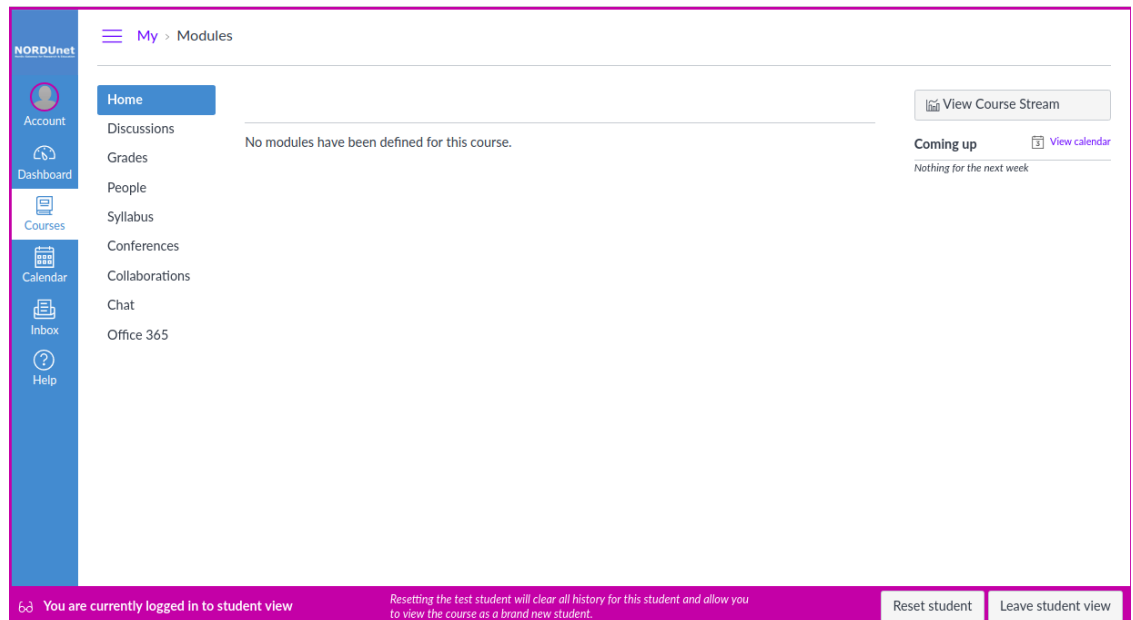 NORDUnet
Account
Dashboard
Courses
Calendar
Inbox
Help
My > Modules
Home
Discussions
Grades
People
Syllabus
Conferences
Collaborations
Chat
Office 365
No modules have been defined for this course.
View Course Stream
Coming up
3
View calendar
Nothing for the next week
You are currently logged in to student view
Resetting the test student will clear all history for this student and allow you
to view the course as a brand new student.
Reset student
Leave student view